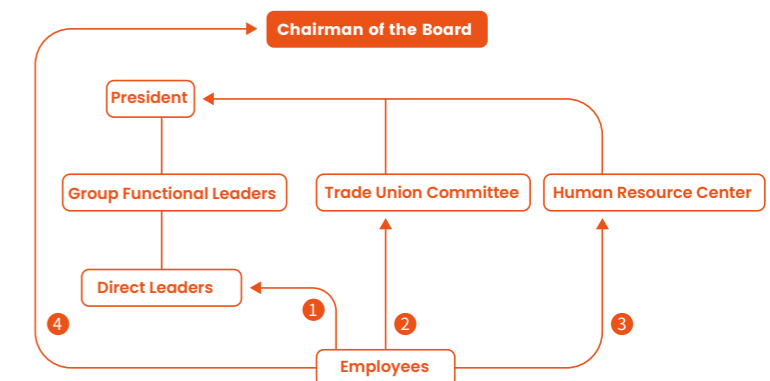 Chairman of the Board
President
Group Functional Leaders
Trade Union Committee
Human Resource Center
Direct Leaders
1
2
3
4
Employees